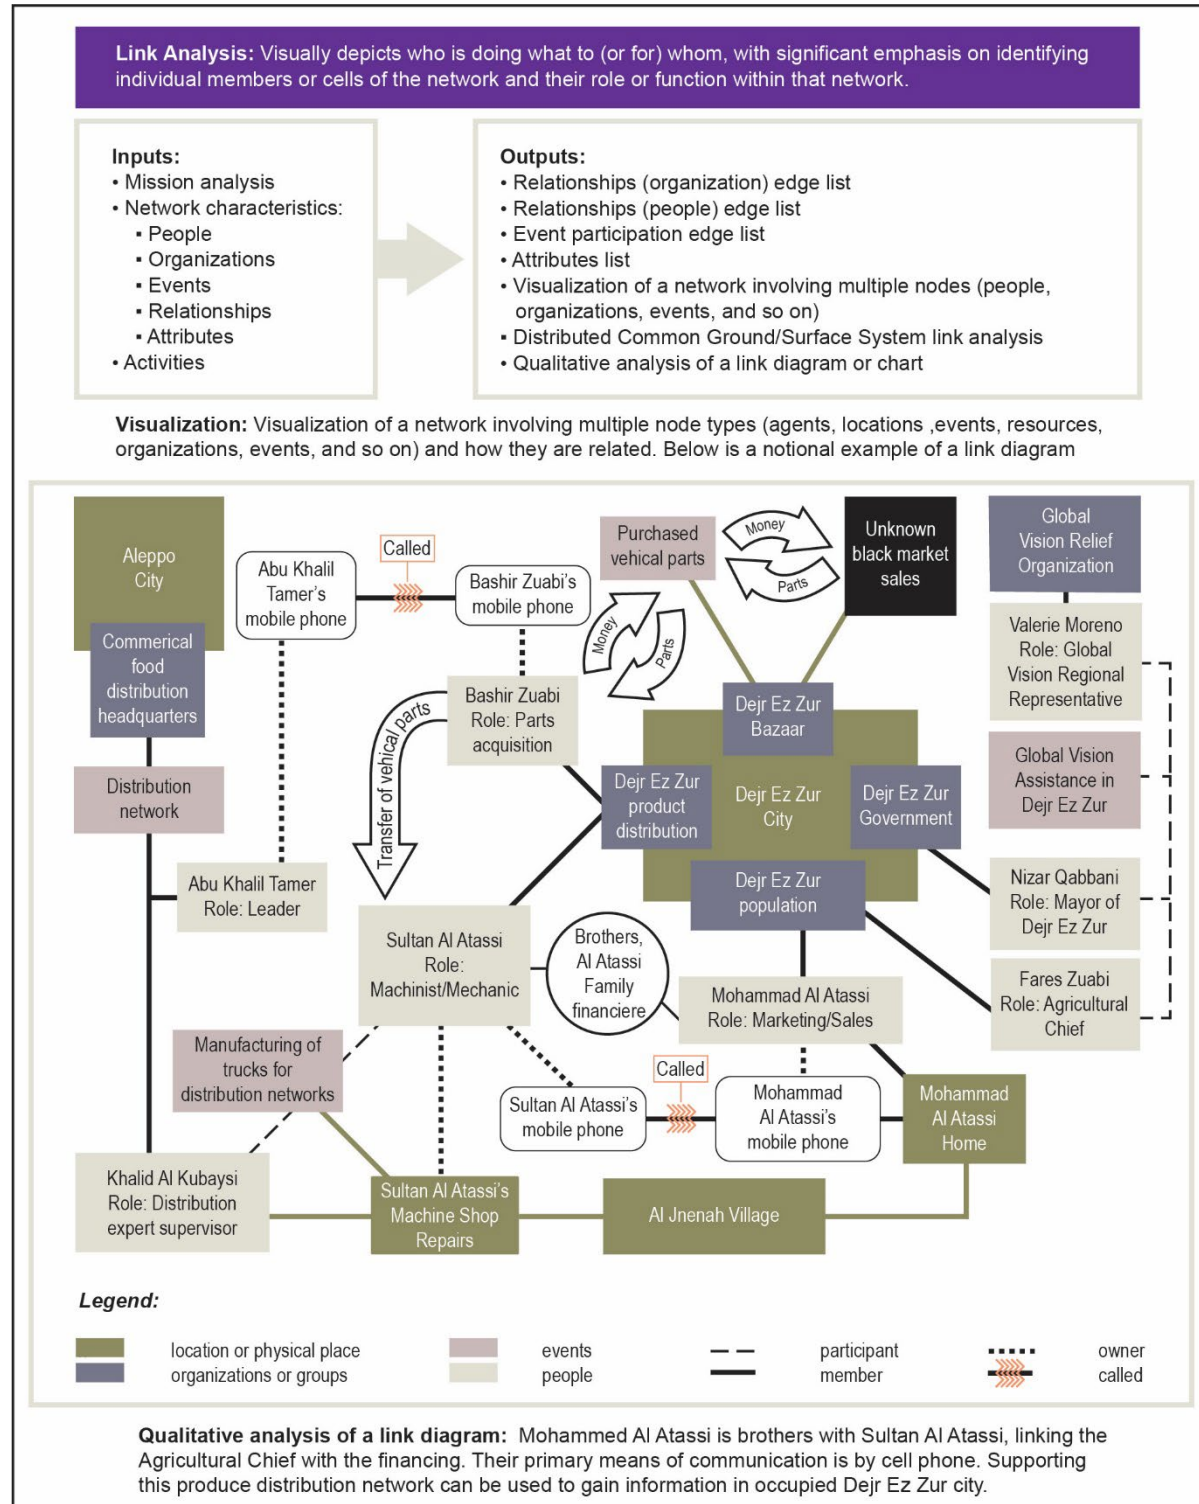 Link Analysis: Visually depicts who is doing what to (or for) whom, with significant emphasis on identifying
individual members or cells of the network and their role or function within that network.
Inputs:
• Mission analysis
• Network characteristics:
▪ People
▪ Organizations
▪ Events
▪ Relationships
▪ Attributes
• Activities
Outputs:
• Relationships (organization) edge list
• Relationships (people) edge list
• Event participation edge list
• Attributes list
• Visualization of a network involving multiple nodes (people,
organizations, events, and so on)
▪ Distributed Common Ground/Surface System link analysis
• Qualitative analysis of a link diagram or chart
Visualization: Visualization of a network involving multiple node types (agents, locations ,events, resources,
organizations, events, and so on) and how they are related. Below is a notional example of a link diagram
Aleppo
City
Commerical
food
distribution
headquarters
Distribution
network
Abu Khalil
Tamer's
mobile phone
Called
Bashir Zuabi's
mobile phone
Bashir Zuabi
Role: Parts
acquisition
Transfer of vehical parts
Abu Khalil Tamer
Role: Leader
Money
Parts
Purchased
vehical parts
Money
Parts
Unknown
black market
sales
Dejr Ez Zur
Bazaar
Dejr Ez Zur
product
distribution
Dejr Ez Zur
City
Dejr Ez Zur
Government
Dejr Ez Zur
population
Global
Vision Relief
Organization
Valerie Moreno
Role: Global
Vision Regional
Representative
Global Vision
Assistance in
Dejr Ez Zur
Nizar Qabbani
Role: Mayor of
Dejr Ez Zur
Fares Zuabi
Role: Agricultural
Chief
Sultan Al Atassi
Role:
Machinist/Mechanic
Brothers,
Al Atassi
Family
financiere
Mohammad Al Atassi
Role: Marketing/Sales
Manufacturing of
trucks for
distribution networks
Sultan Al Atassi's
mobile phone
Called
Mohammad
Al Atassi's
mobile phone
Mohammad
Al Atassi
Home
Khalid Al Kubaysi
Role: Distribution
expert supervisor
Sultan Al Atassi's
Machine Shop
Repairs
Al Jnenah Village
Legend:
location or physical place
organizations or groups
events
people
participant
member
owner
called
Qualitative analysis of a link diagram: Mohammed Al Atassi is brothers with Sultan Al Atassi, linking the
Agricultural Chief with the financing. Their primary means of communication is by cell phone. Supporting
this produce distribution network can be used to gain information in occupied Dejr Ez Zur city.